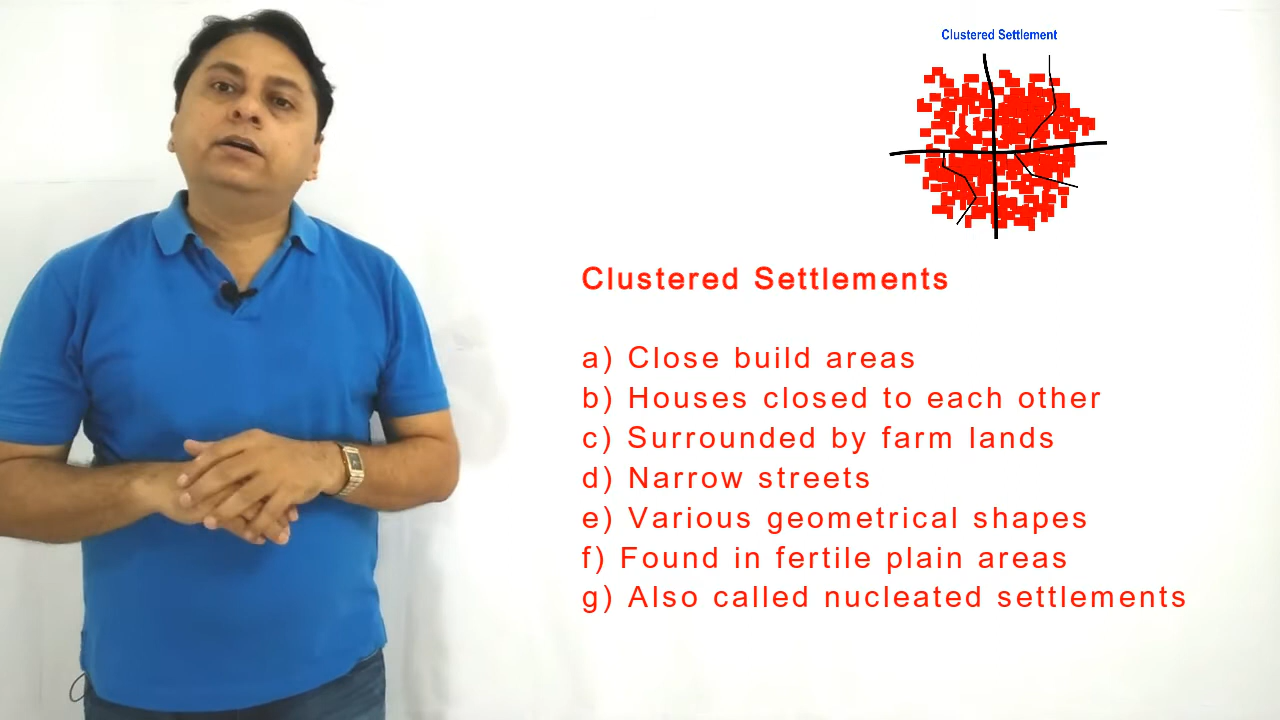 Clustered Settlement
Clustered Settlements
a) Close build areas
b) Houses closed to each other
c) Surrounded by farm lands
d) Narrow streets
e) Various geometrical shapes
f) Found in fertile plain areas
g) Also called nucleated settlements